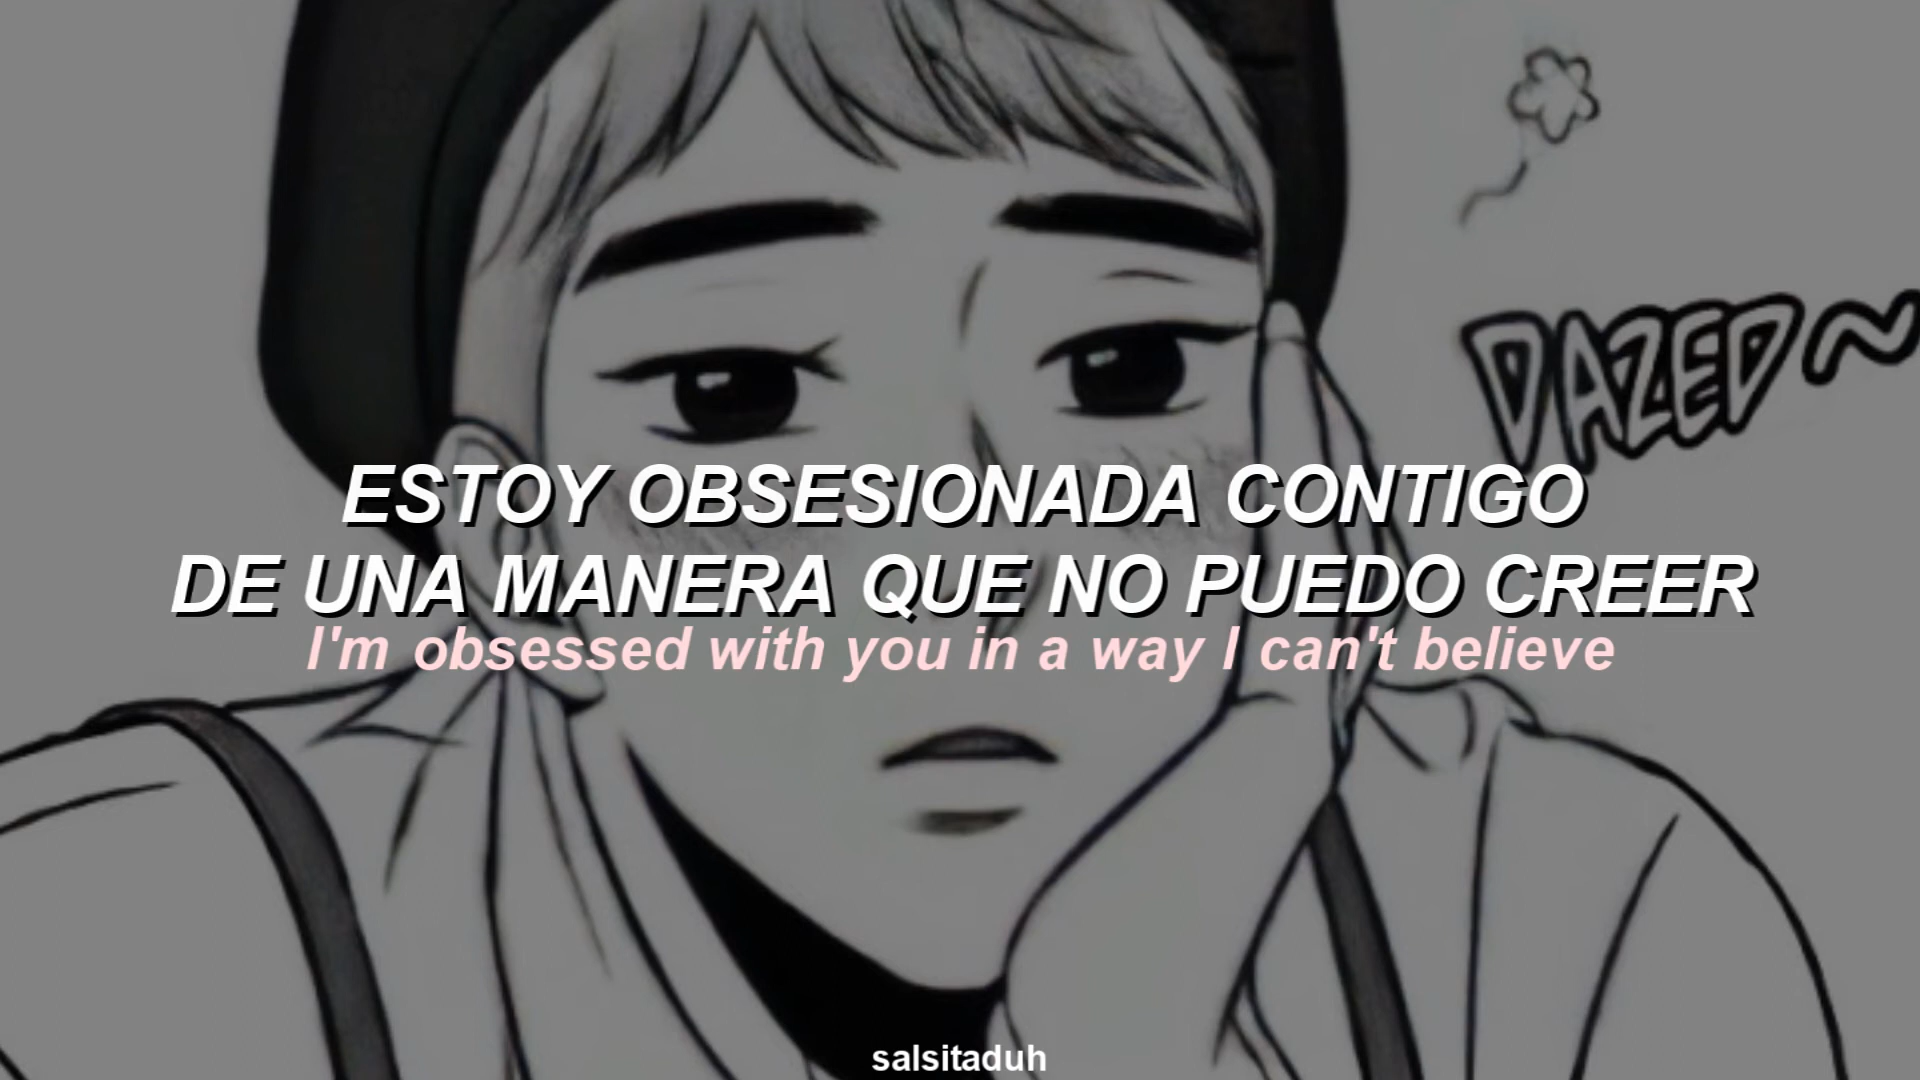 DAZED~
ESTOY OBSESIONADA CONTIGO
DE UNA MANERA QUE NO PUEDO CREER
I'm obsessed with you in a way I can't believe
salsitaduh